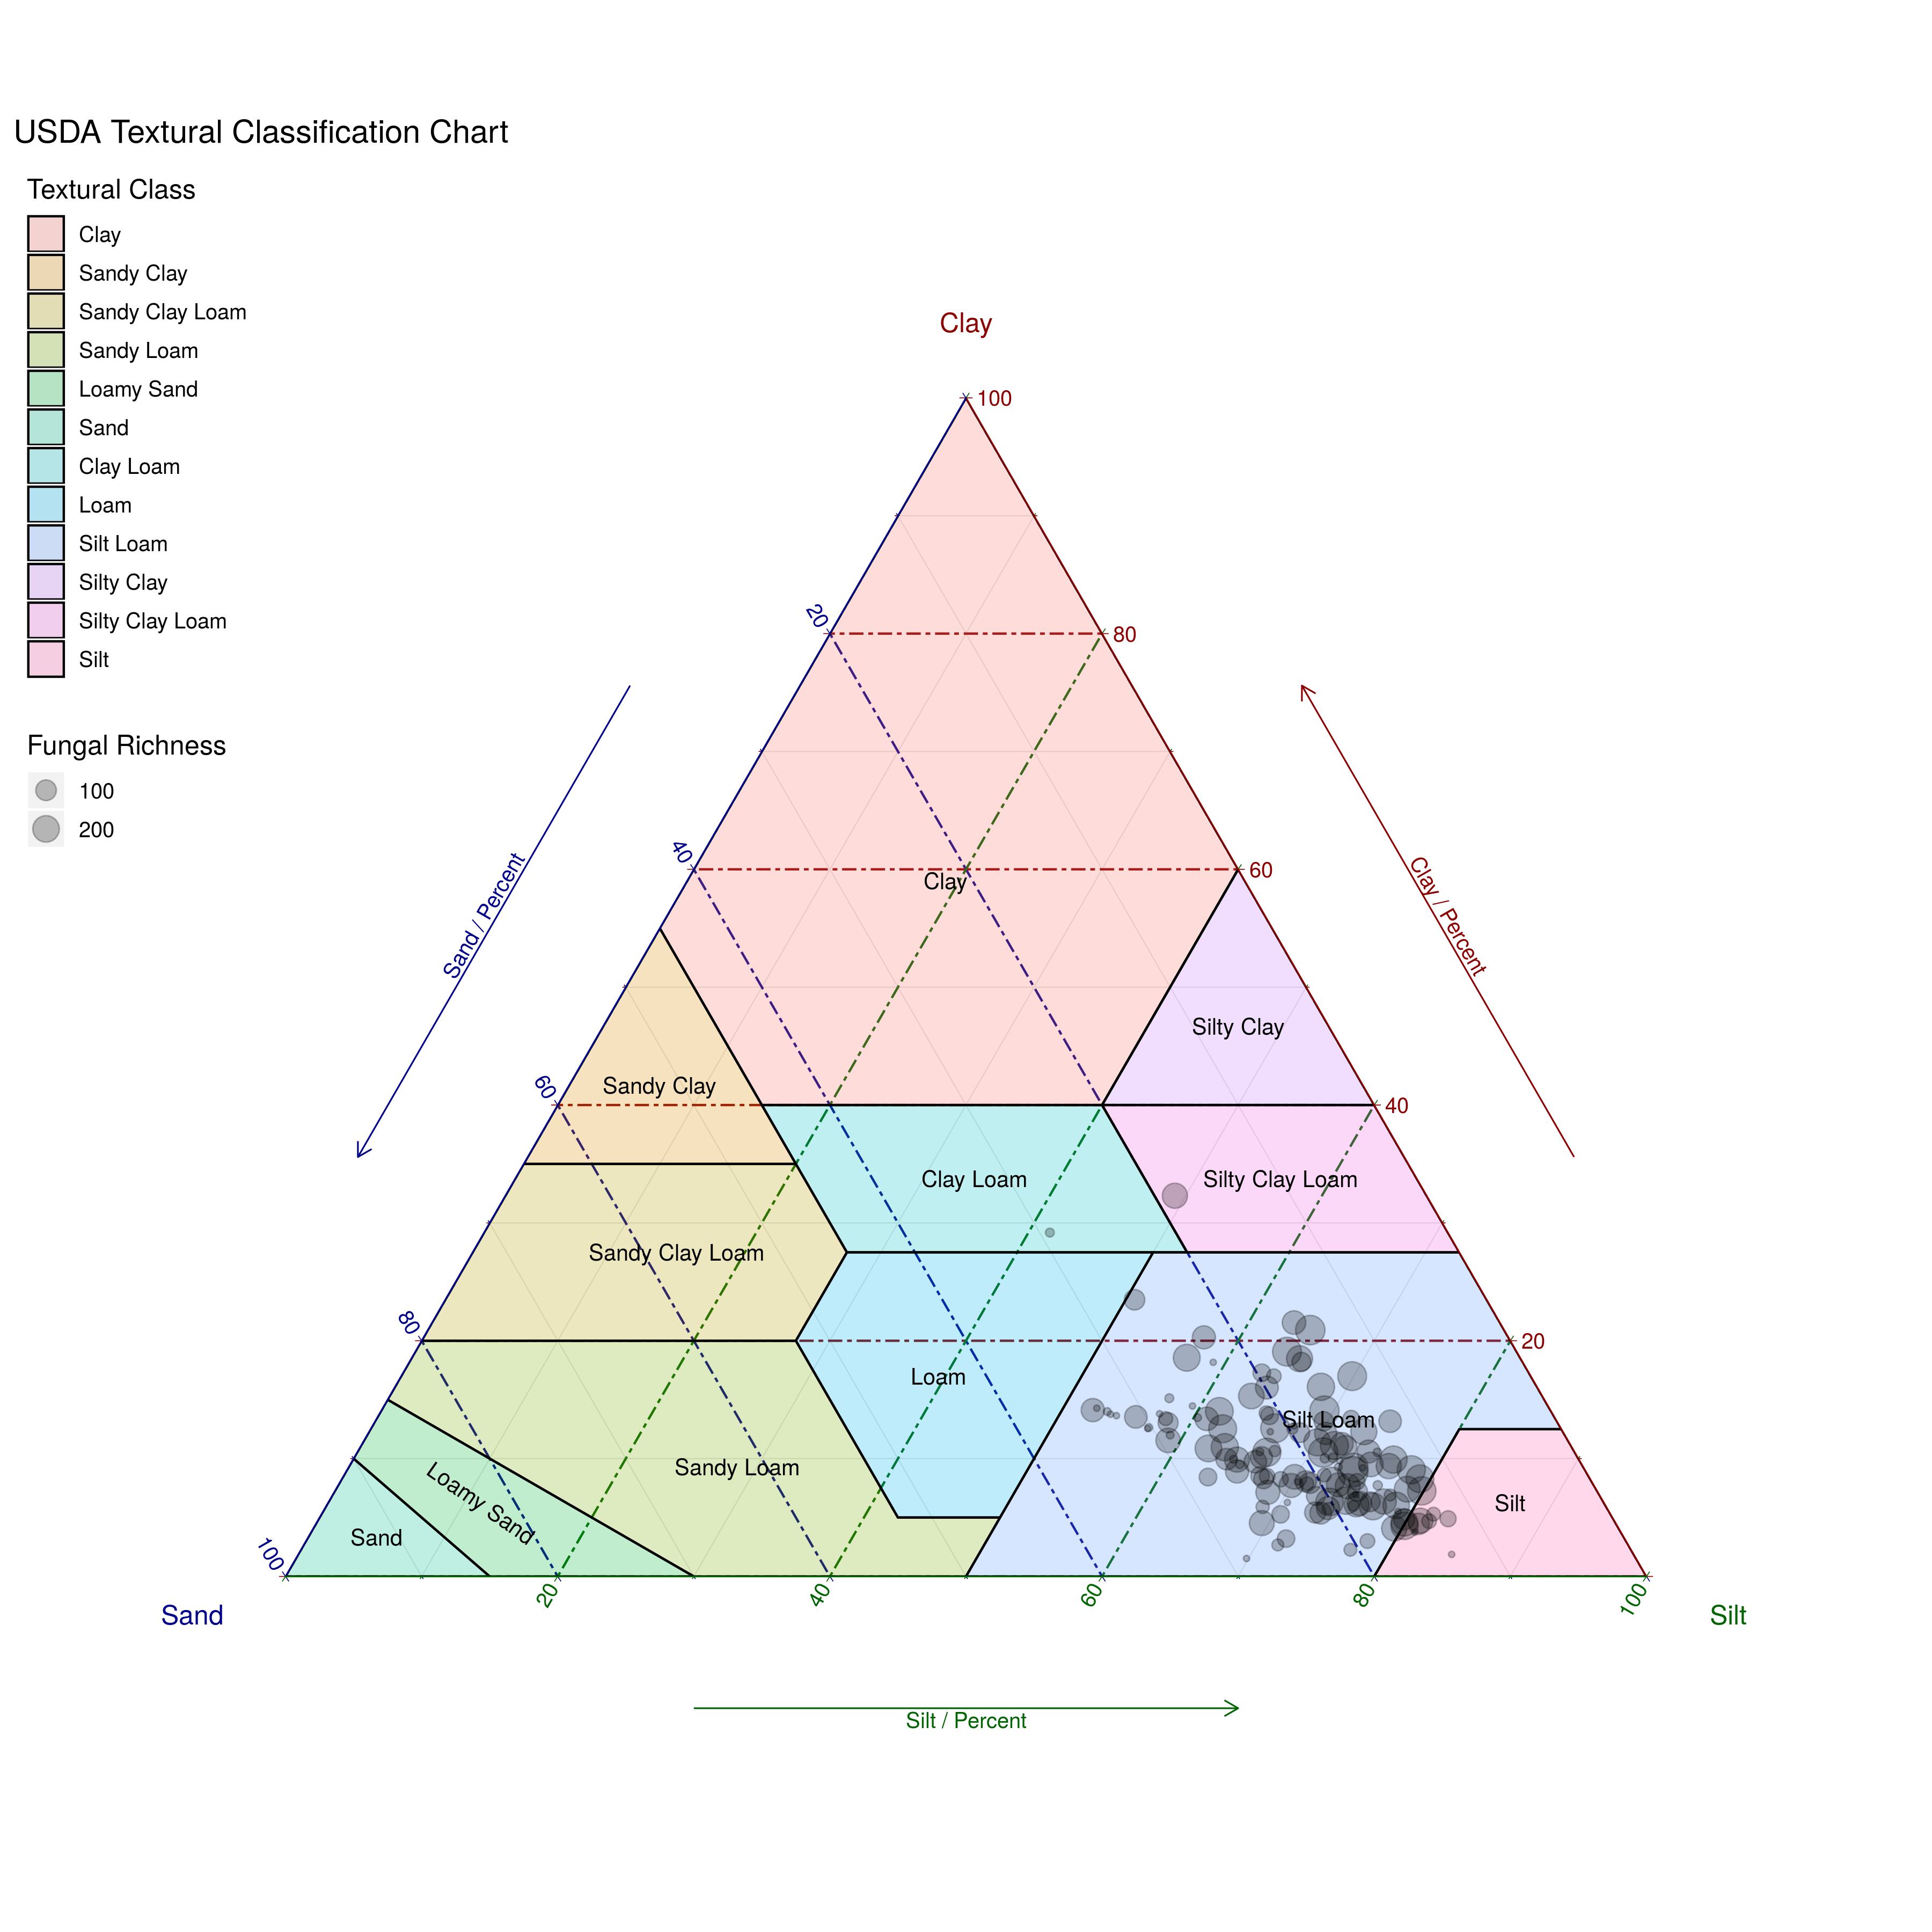 USDA Textural Classification Chart
Textural Class
Clay
Sandy Clay
Sandy Clay Loam
Sandy Loam
Loamy Sand
Sand
Clay Loam
Loam
Silt Loam
Silty Clay
Silty Clay Loam
Silt
Fungal Richness
100
200
Clay
100
20
80
40
60
Clay
Sand / Percent
Clay / Percent
Silty Clay
60
Sandy Clay
40
Clay Loam
Silty Clay Loam
Sandy Clay Loam
80
20
Loam
Silt Loam
Sandy Loam
Loamy Sand
Silt
Sand
100
20
40
60
80
100
Sand
Silt
Silt / Percent